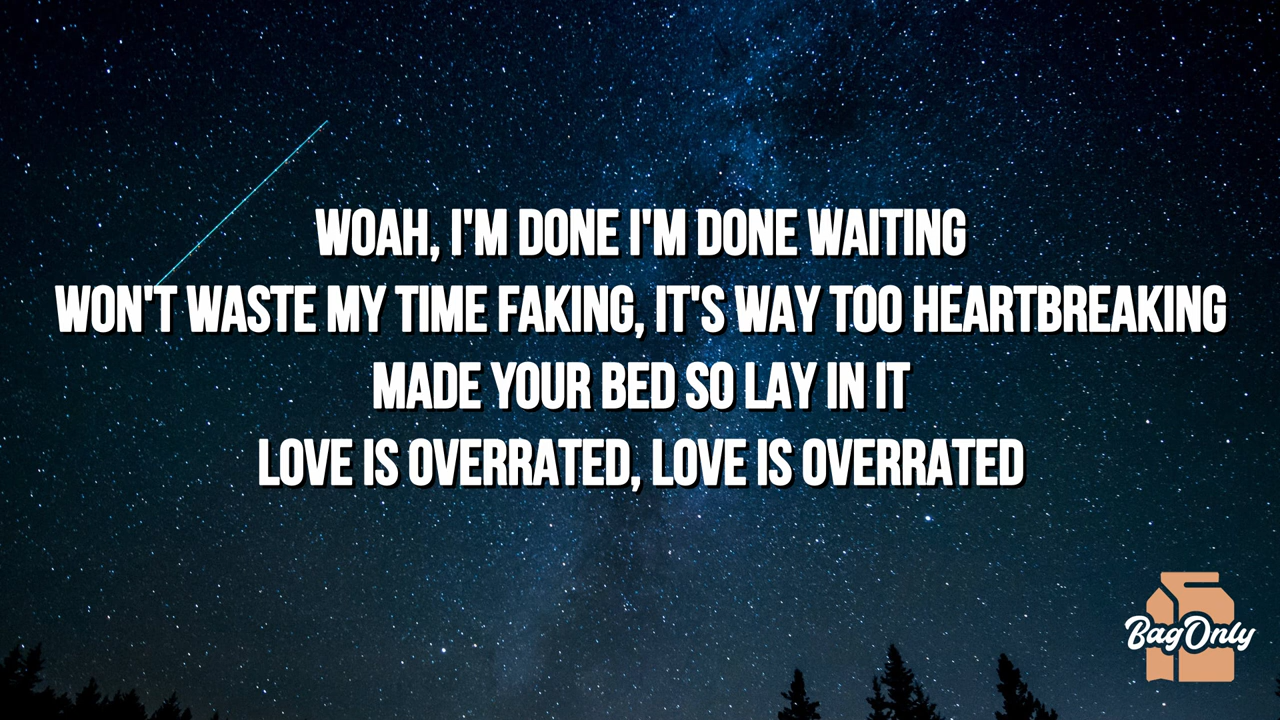 WOAH, I'M DONE I'M DONE WAITING
WON'T WASTE MY TIME FAKING, IT'S WAY TOO HEARTBREAKING
MADE YOUR BED SO LAY IN IT
LOVE IS OVERRATED, LOVE IS OVERRATED
BagOnly